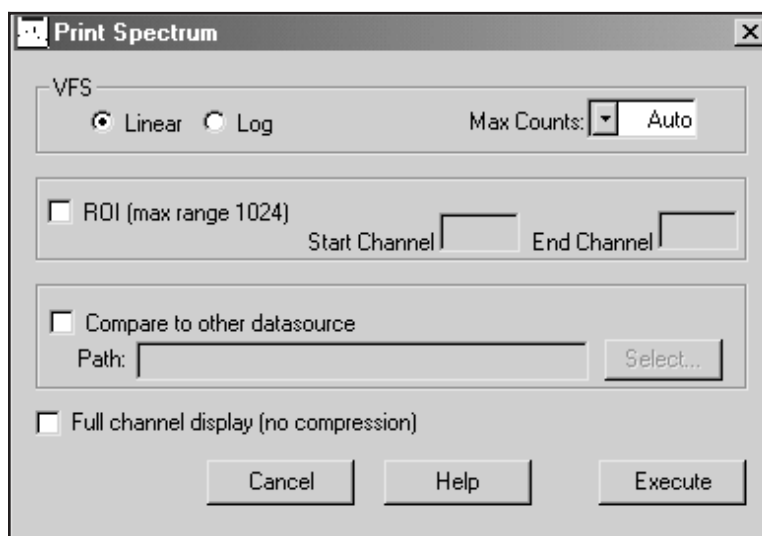 Print Spectrum
VFS
Linear Log Max Counts: Auto
ROI (max range 1024)
Start Channel End Channel
Compare to other datasource
Path: Select...
Full channel display (no compression)
Cancel Help Execute